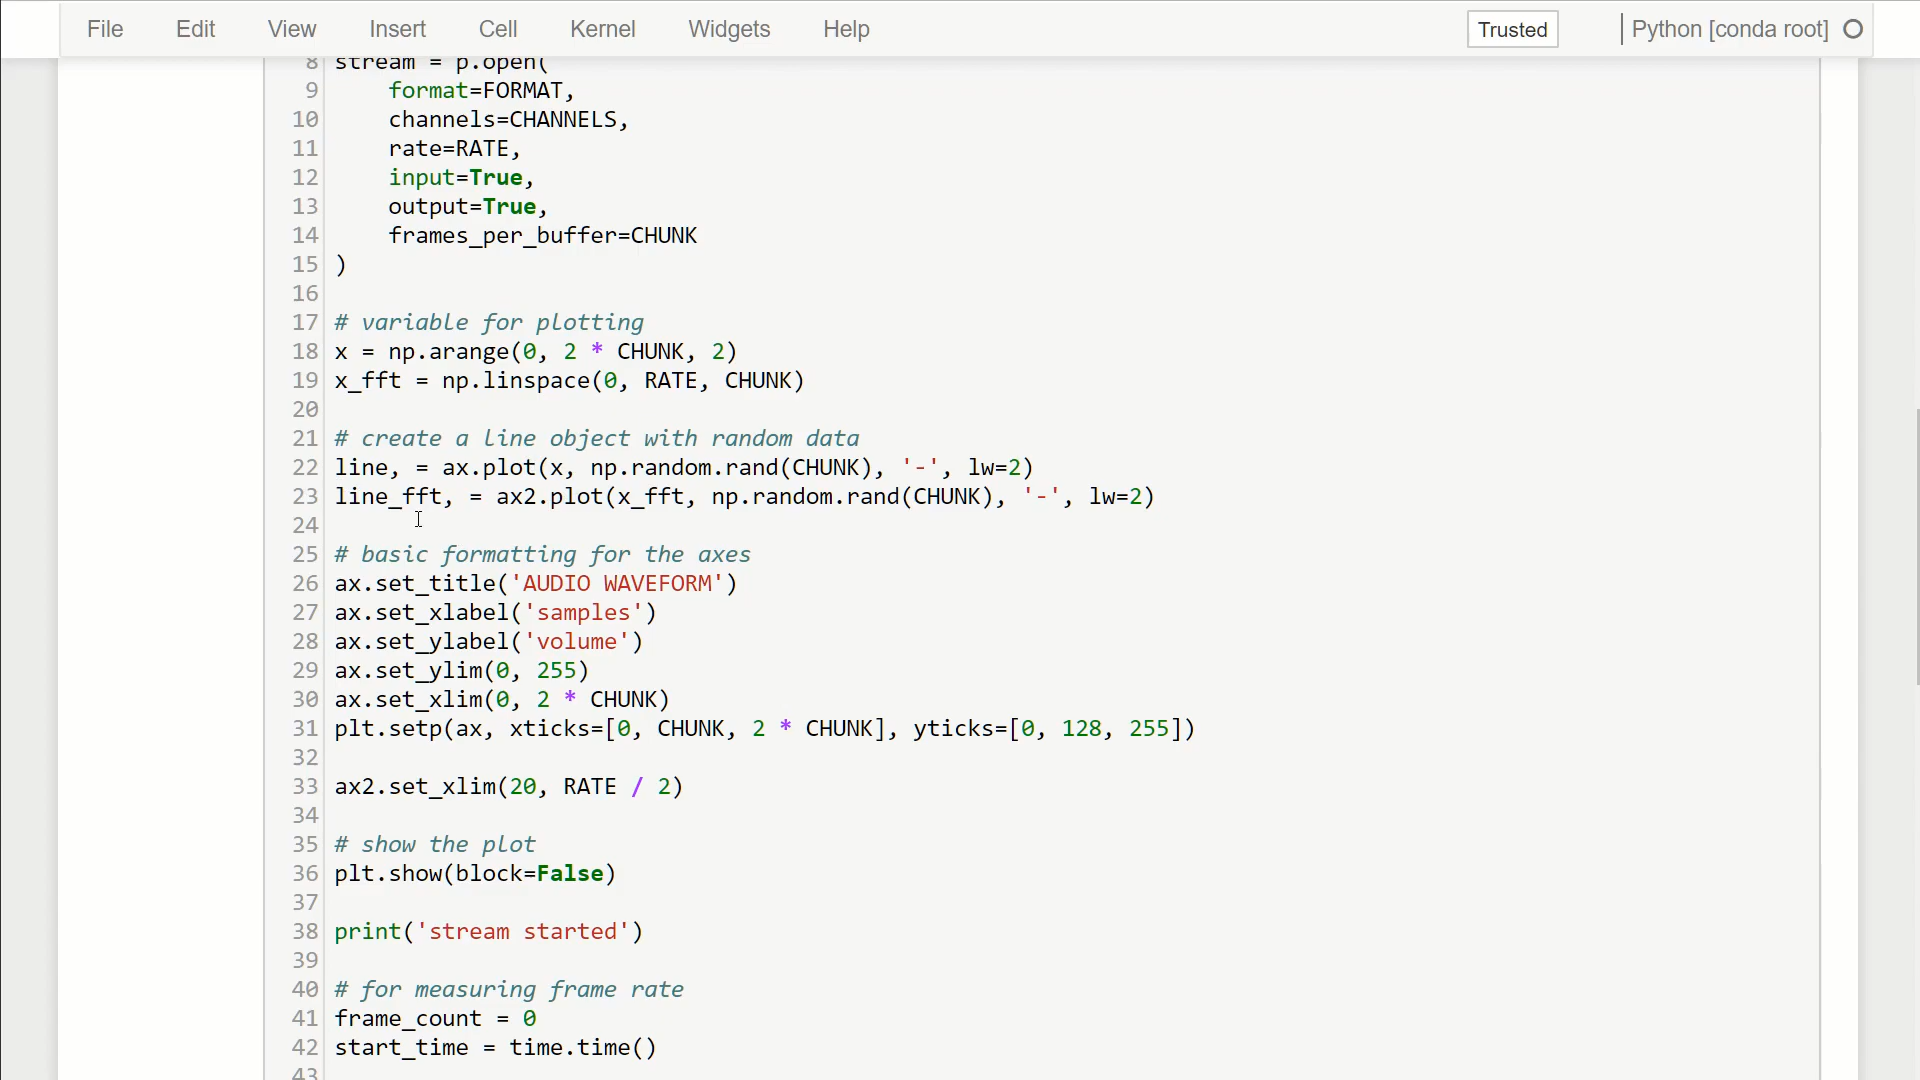 File Edit View Insert Cell Kernel Widgets Help Trusted Python [conda root]
8 stream = p.open(
9     format=FORMAT,
10     channels=CHANNELS,
11     rate=RATE,
12     input=True,
13     output=True,
14     frames_per_buffer=CHUNK
15 )
16
17 # variable for plotting
18 x = np.arange(0, 2 * CHUNK, 2)
19 x_fft = np.linspace(0, RATE, CHUNK)
20
21 # create a line object with random data
22 line, = ax.plot(x, np.random.rand(CHUNK), '-', lw=2)
23 line_fft, = ax2.plot(x_fft, np.random.rand(CHUNK), '-', lw=2)
24
25 # basic formatting for the axes
26 ax.set_title('AUDIO WAVEFORM')
27 ax.set_xlabel('samples')
28 ax.set_ylabel('volume')
29 ax.set_ylim(0, 255)
30 ax.set_xlim(0, 2 * CHUNK)
31 plt.setp(ax, xticks=[0, CHUNK, 2 * CHUNK], yticks=[0, 128, 255])
32
33 ax2.set_xlim(20, RATE / 2)
34
35 # show the plot
36 plt.show(block=False)
37
38 print('stream started')
39
40 # for measuring frame rate
41 frame_count = 0
42 start_time = time.time()
43